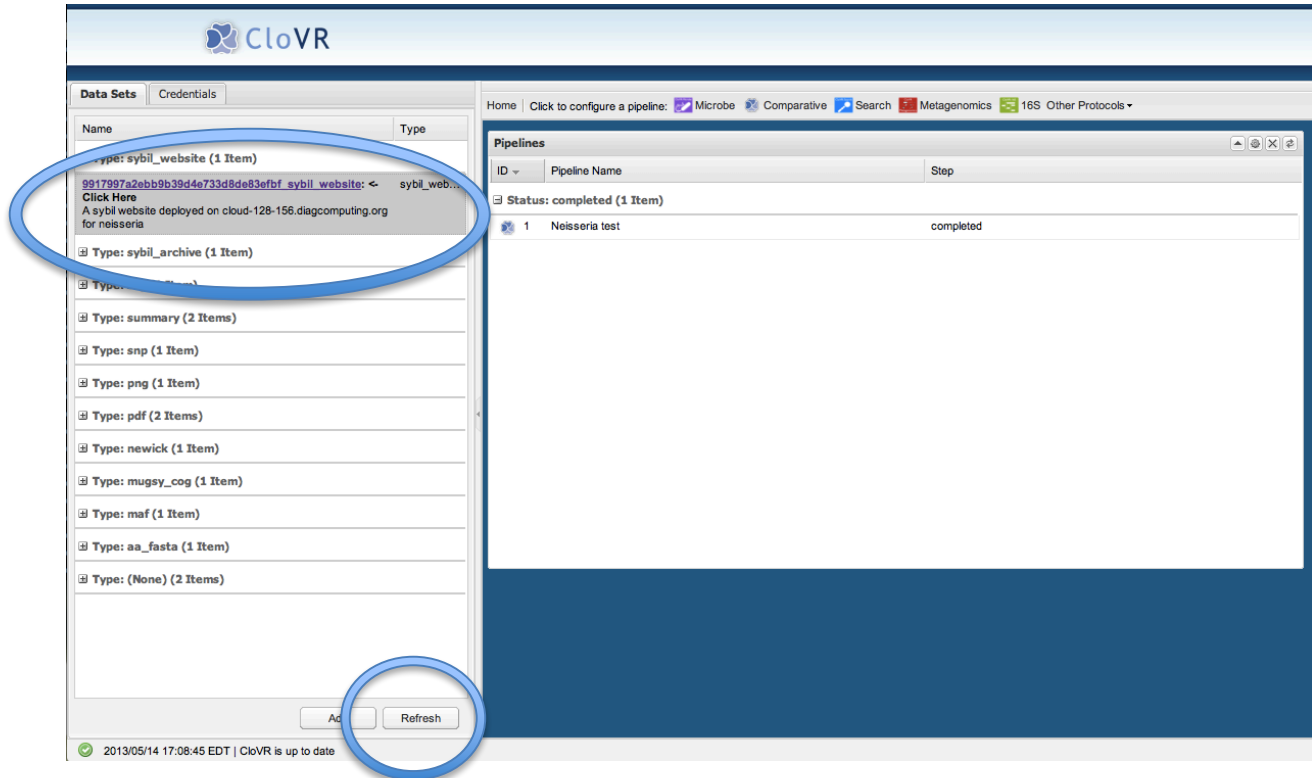 CloVR
Data Sets Credentials
Name Type
Type: sybil_website (1 Item)
9917997a2ebb9b39d4e733d8de83efbf_sybil_website: <- sybil_web...
Click Here
A sybil website deployed on cloud-128-156.diagcomputing.org
for neisseria
Type: sybil_archive (1 Item)
Type: summary (2 Items)
Type: snp (1 Item)
Type: png (1 Item)
Type: pdf (2 Items)
Type: newick (1 Item)
Type: mugsy_cog (1 Item)
Type: maf (1 Item)
Type: aa_fasta (1 Item)
Type: (None) (2 Items)
Refresh
2013/05/14 17:08:45 EDT | CloVR is up to date
Home | Click to configure a pipeline: Microbe Comparative Search Metagenomics 16S Other Protocols
Pipelines
ID Pipeline Name Step
Status: completed (1 Item)
1 Neisseria test completed